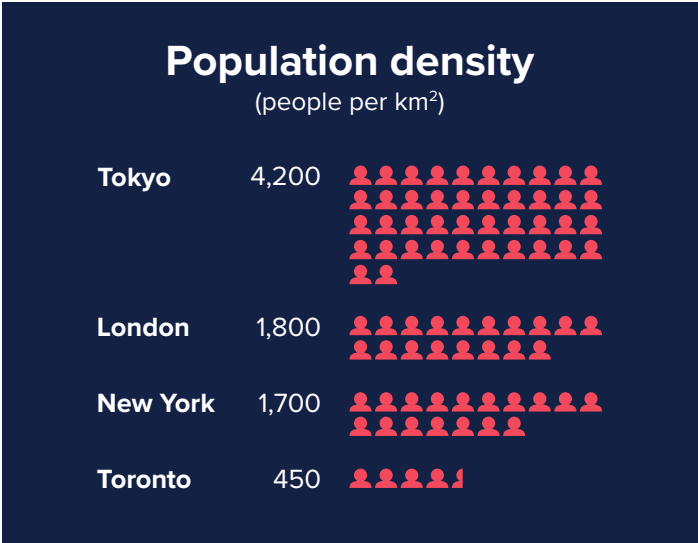 Population density
(people per km²)
Tokyo 4,200
London 1,800
New York 1,700
Toronto 450